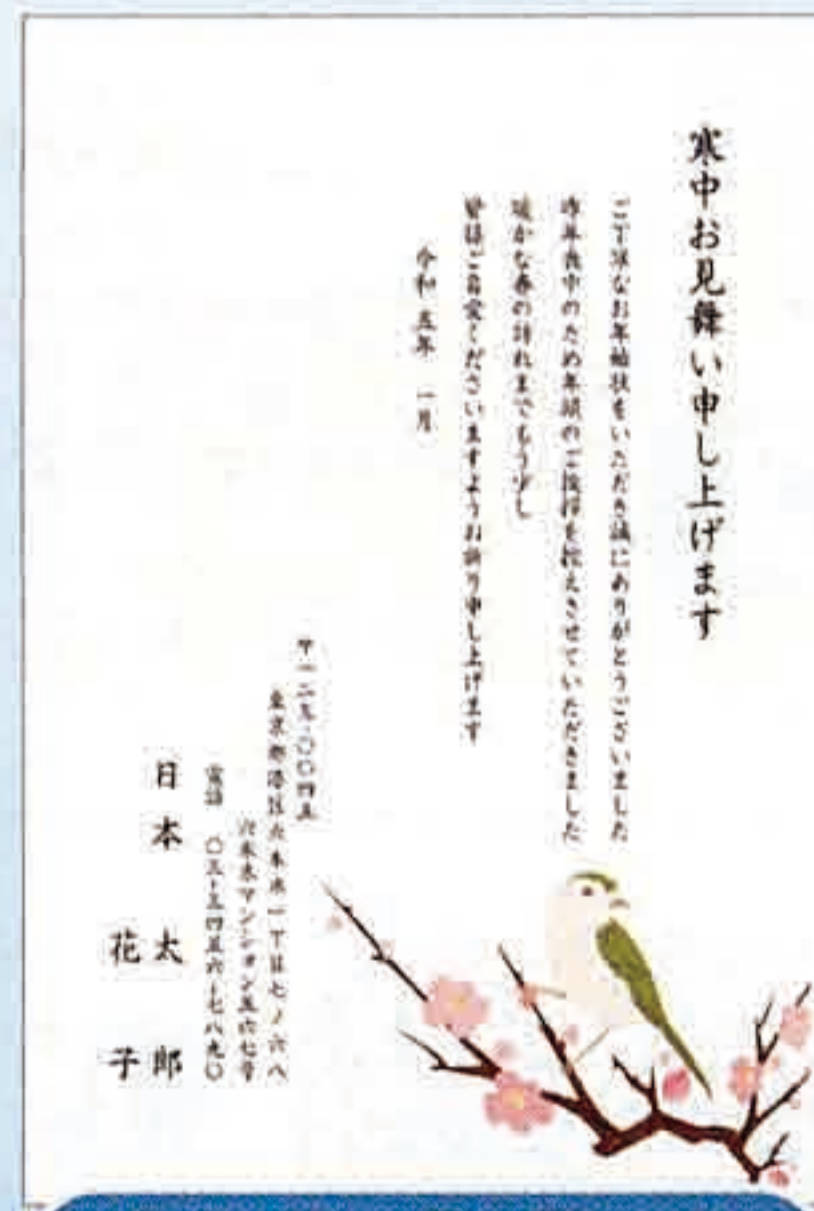 寒中お見舞い申し上げます
ご丁寧なお年始状をいただき誠にありがとうございました
昨年喪中のため年頭のご挨拶を控えさせていただきました
暖かな春の訪れまでもう少し
皆様ご自愛くださいますようお祈り申し上げます
令和五年 一月
東京都港区六本木一丁目七ノ六八
六本木マンション五六七号
電話 〇三-三四五六-七八九〇
日本 太郎
花子